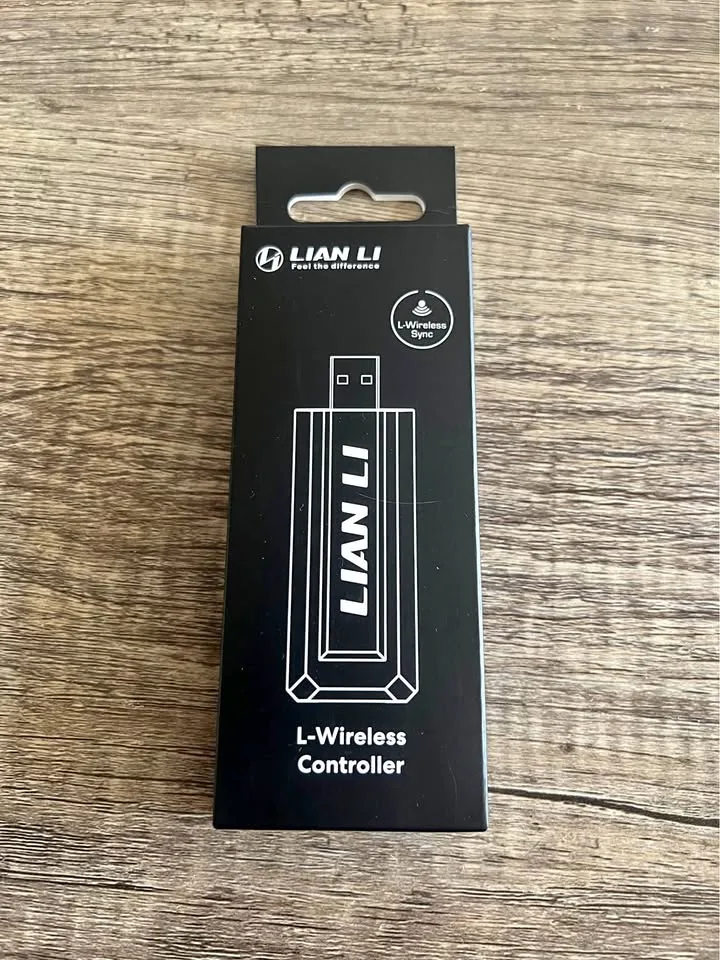 LIAN LI
Feel the difference
L-Wireless
Sync
LIAN LI
L-Wireless
Controller